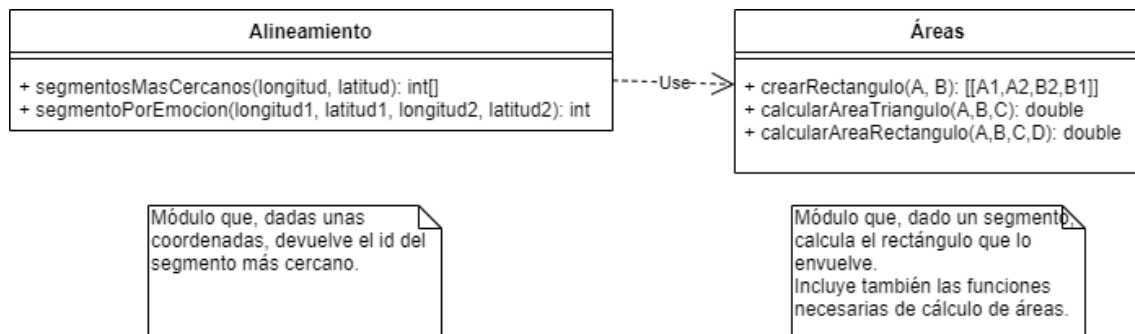 Alineamiento
+ segmentosMasCercanos(longitud, latitud): int[]
+ segmentoPorEmocion(longitud1, latitud1, longitud2, latitud2): int
Use
Áreas
+ crearRectangulo(A, B): [[A1,A2,B2,B1]]
+ calcularAreaTriangulo(A,B,C): double
+ calcularAreaRectangulo(A,B,C,D): double
Módulo que, dadas unas
coordenadas, devuelve el id del
segmento más cercano.
Módulo que, dado un segmento,
calcula el rectángulo que lo
envuelve.
Incluye también las funciones
necesarias de cálculo de áreas.